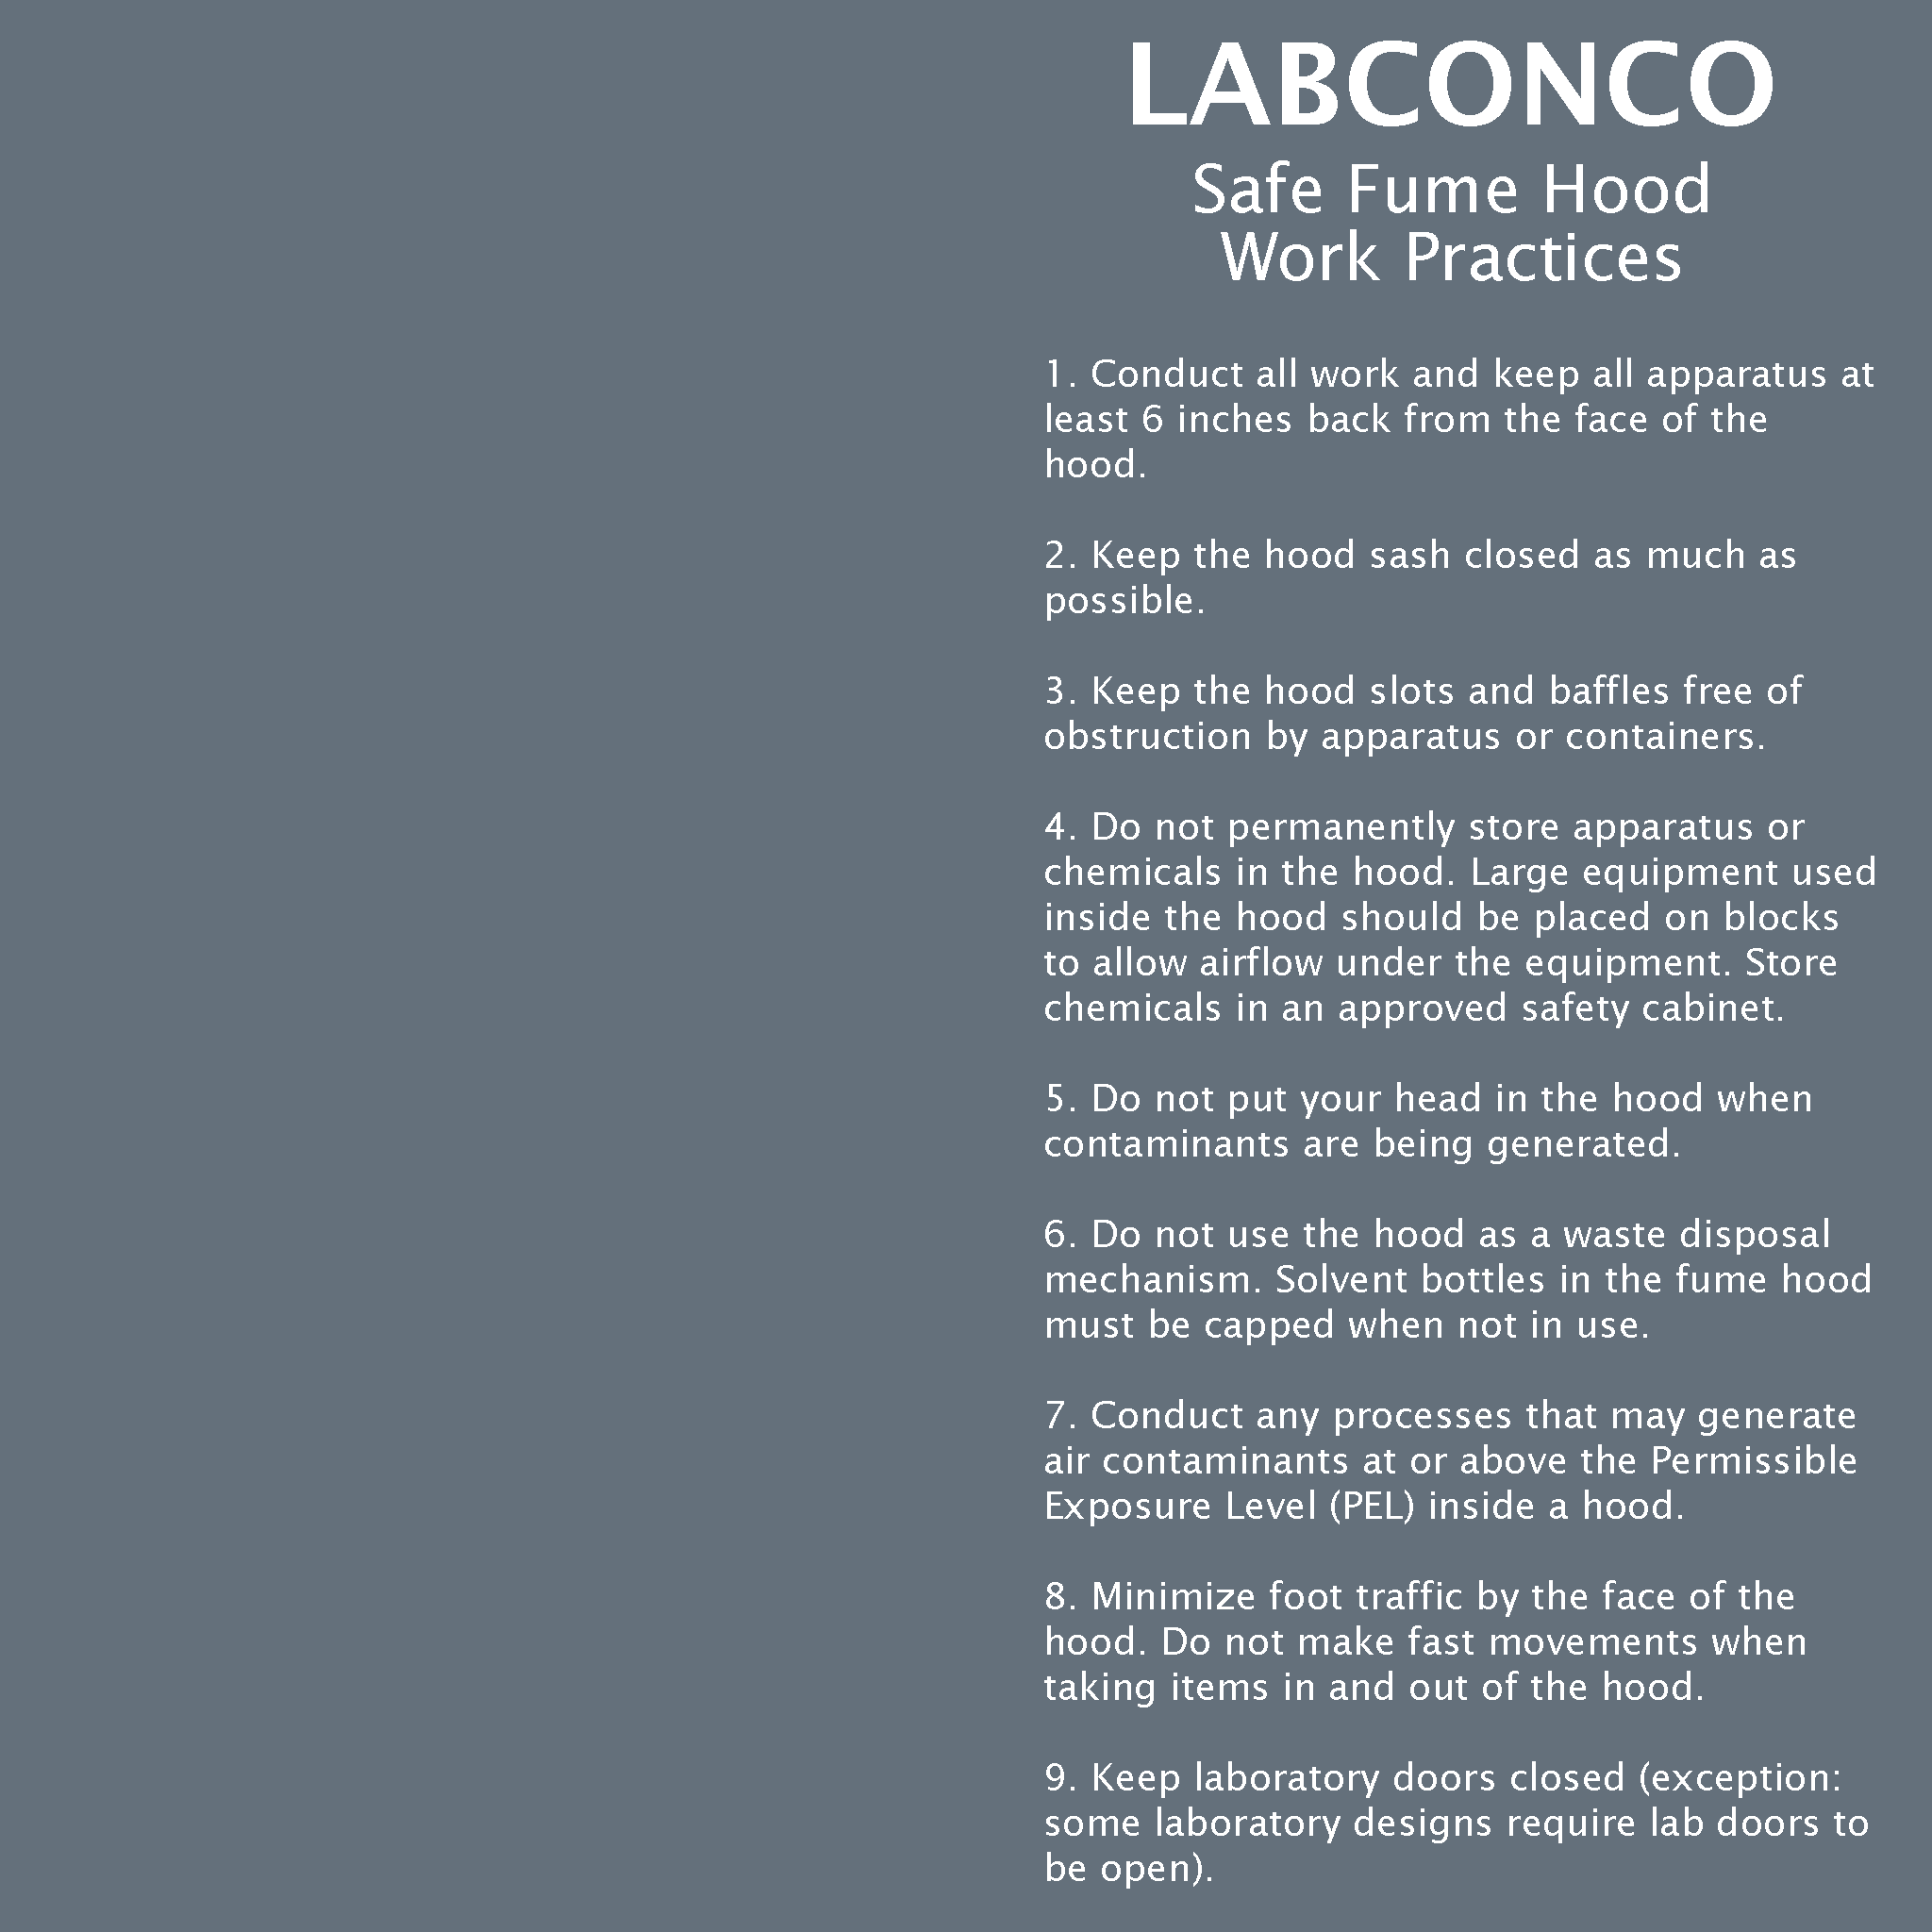 LABCONCO
Safe Fume Hood
Work Practices
1. Conduct all work and keep all apparatus at
least 6 inches back from the face of the
hood.
2. Keep the hood sash closed as much as
possible.
3. Keep the hood slots and baffles free of
obstruction by apparatus or containers.
4. Do not permanently store apparatus or
chemicals in the hood. Large equipment used
inside the hood should be placed on blocks
to allow airflow under the equipment. Store
chemicals in an approved safety cabinet.
5. Do not put your head in the hood when
contaminants are being generated.
6. Do not use the hood as a waste disposal
mechanism. Solvent bottles in the fume hood
must be capped when not in use.
7. Conduct any processes that may generate
air contaminants at or above the Permissible
Exposure Level (PEL) inside a hood.
8. Minimize foot traffic by the face of the
hood. Do not make fast movements when
taking items in and out of the hood.
9. Keep laboratory doors closed (exception:
some laboratory designs require lab doors to
be open).